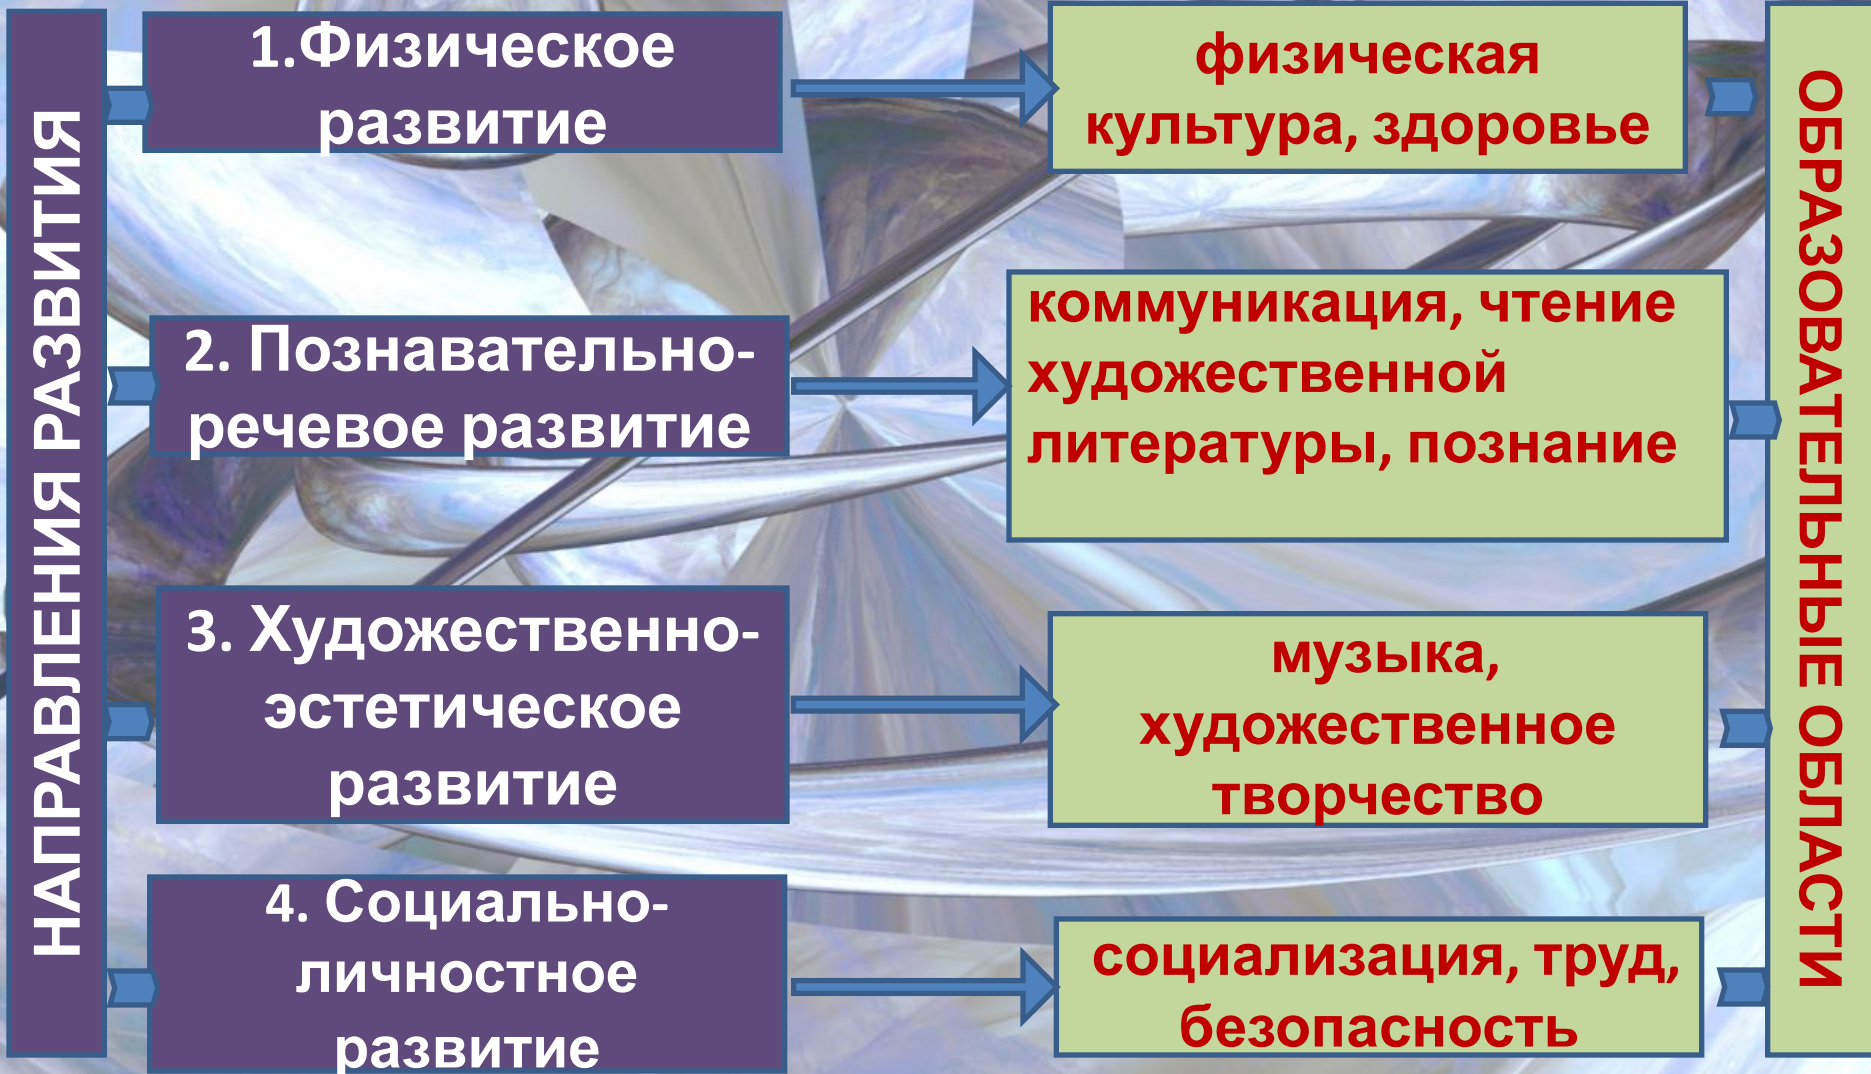 НАПРАВЛЕНИЯ РАЗВИТИЯ
1.Физическое
развитие
физическая
культура, здоровье
2. Познавательно-
речевое развитие
коммуникация, чтение
художественной
литературы, познание
3. Художественно-
эстетическое
развитие
музыка,
художественное
творчество
4. Социально-
личностное
развитие
социализация, труд,
безопасность
ОБРАЗОВАТЕЛЬНЫЕ ОБЛАСТИ